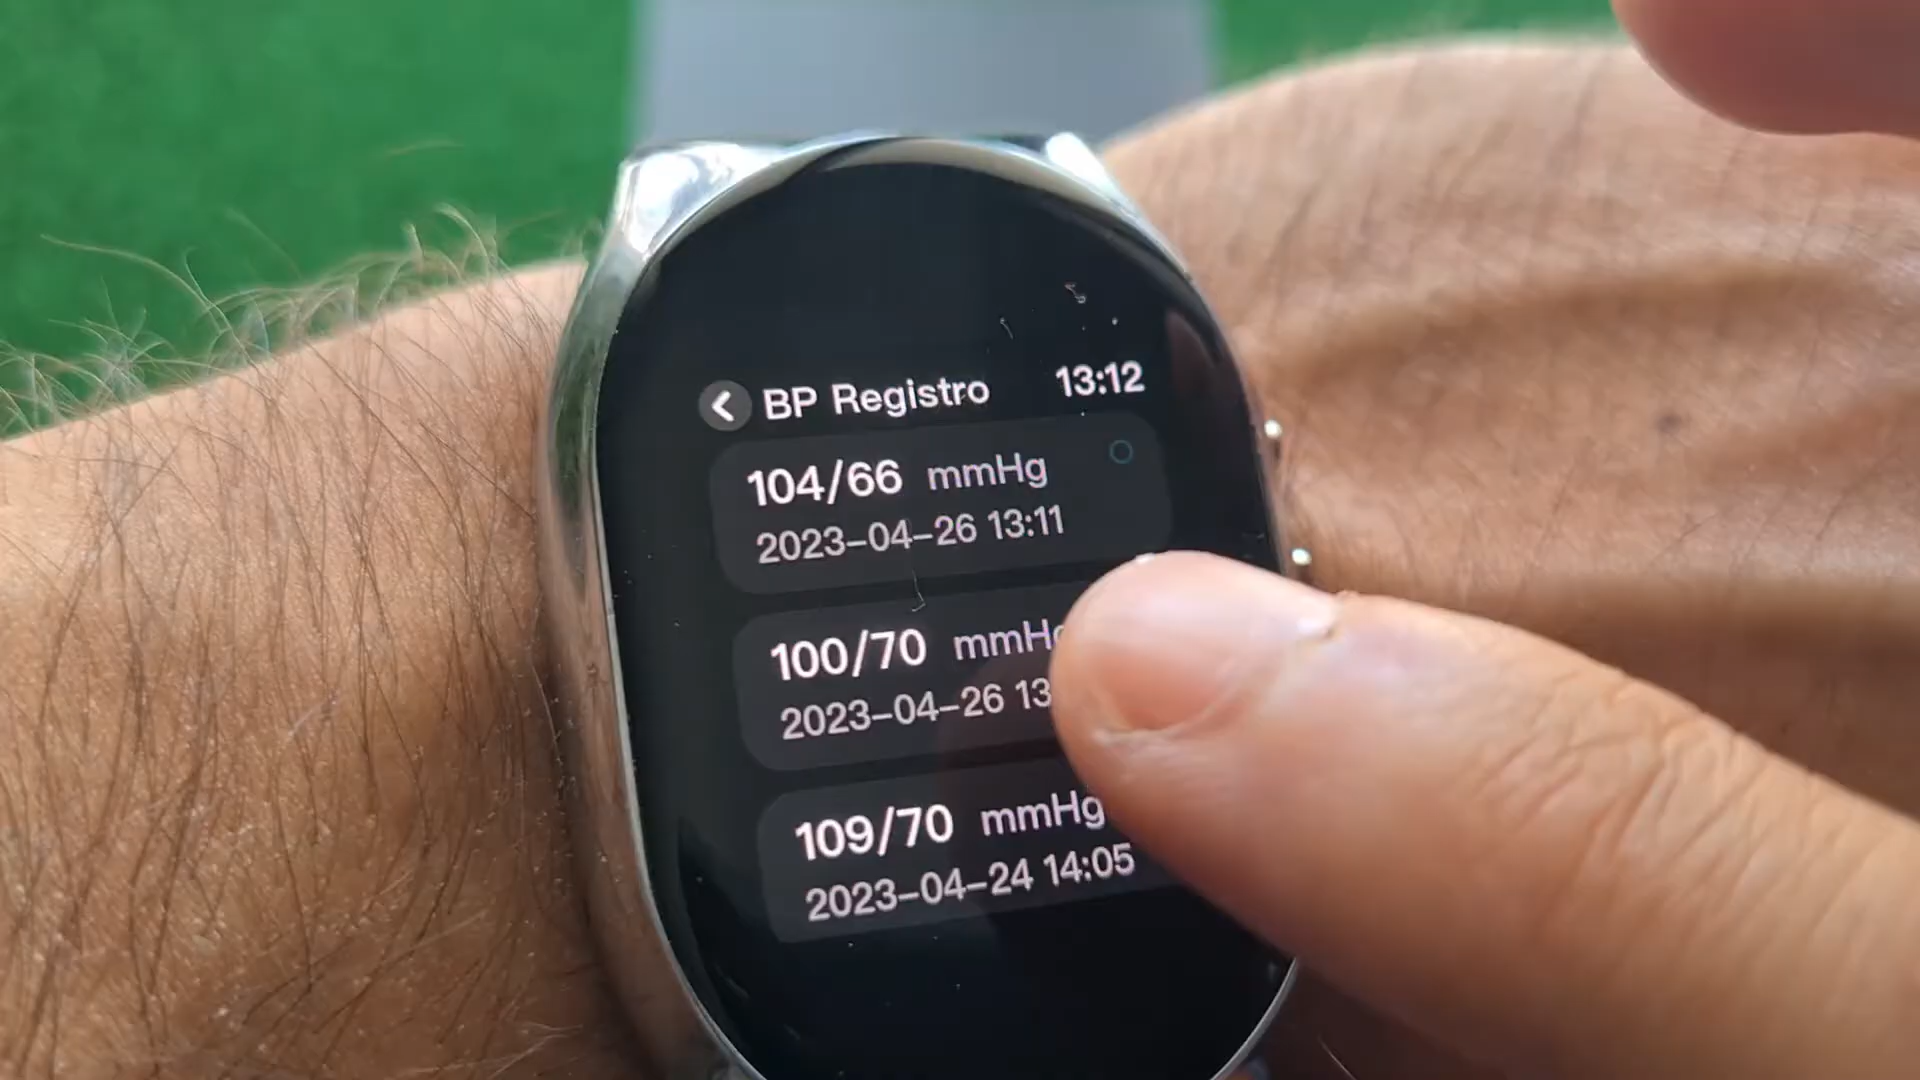 BP Registro 13:12
104/66 mmHg
2023-04-26 13:11
100/70
2023-04-26 13
109/70 mmHg
2023-04-24 14:05